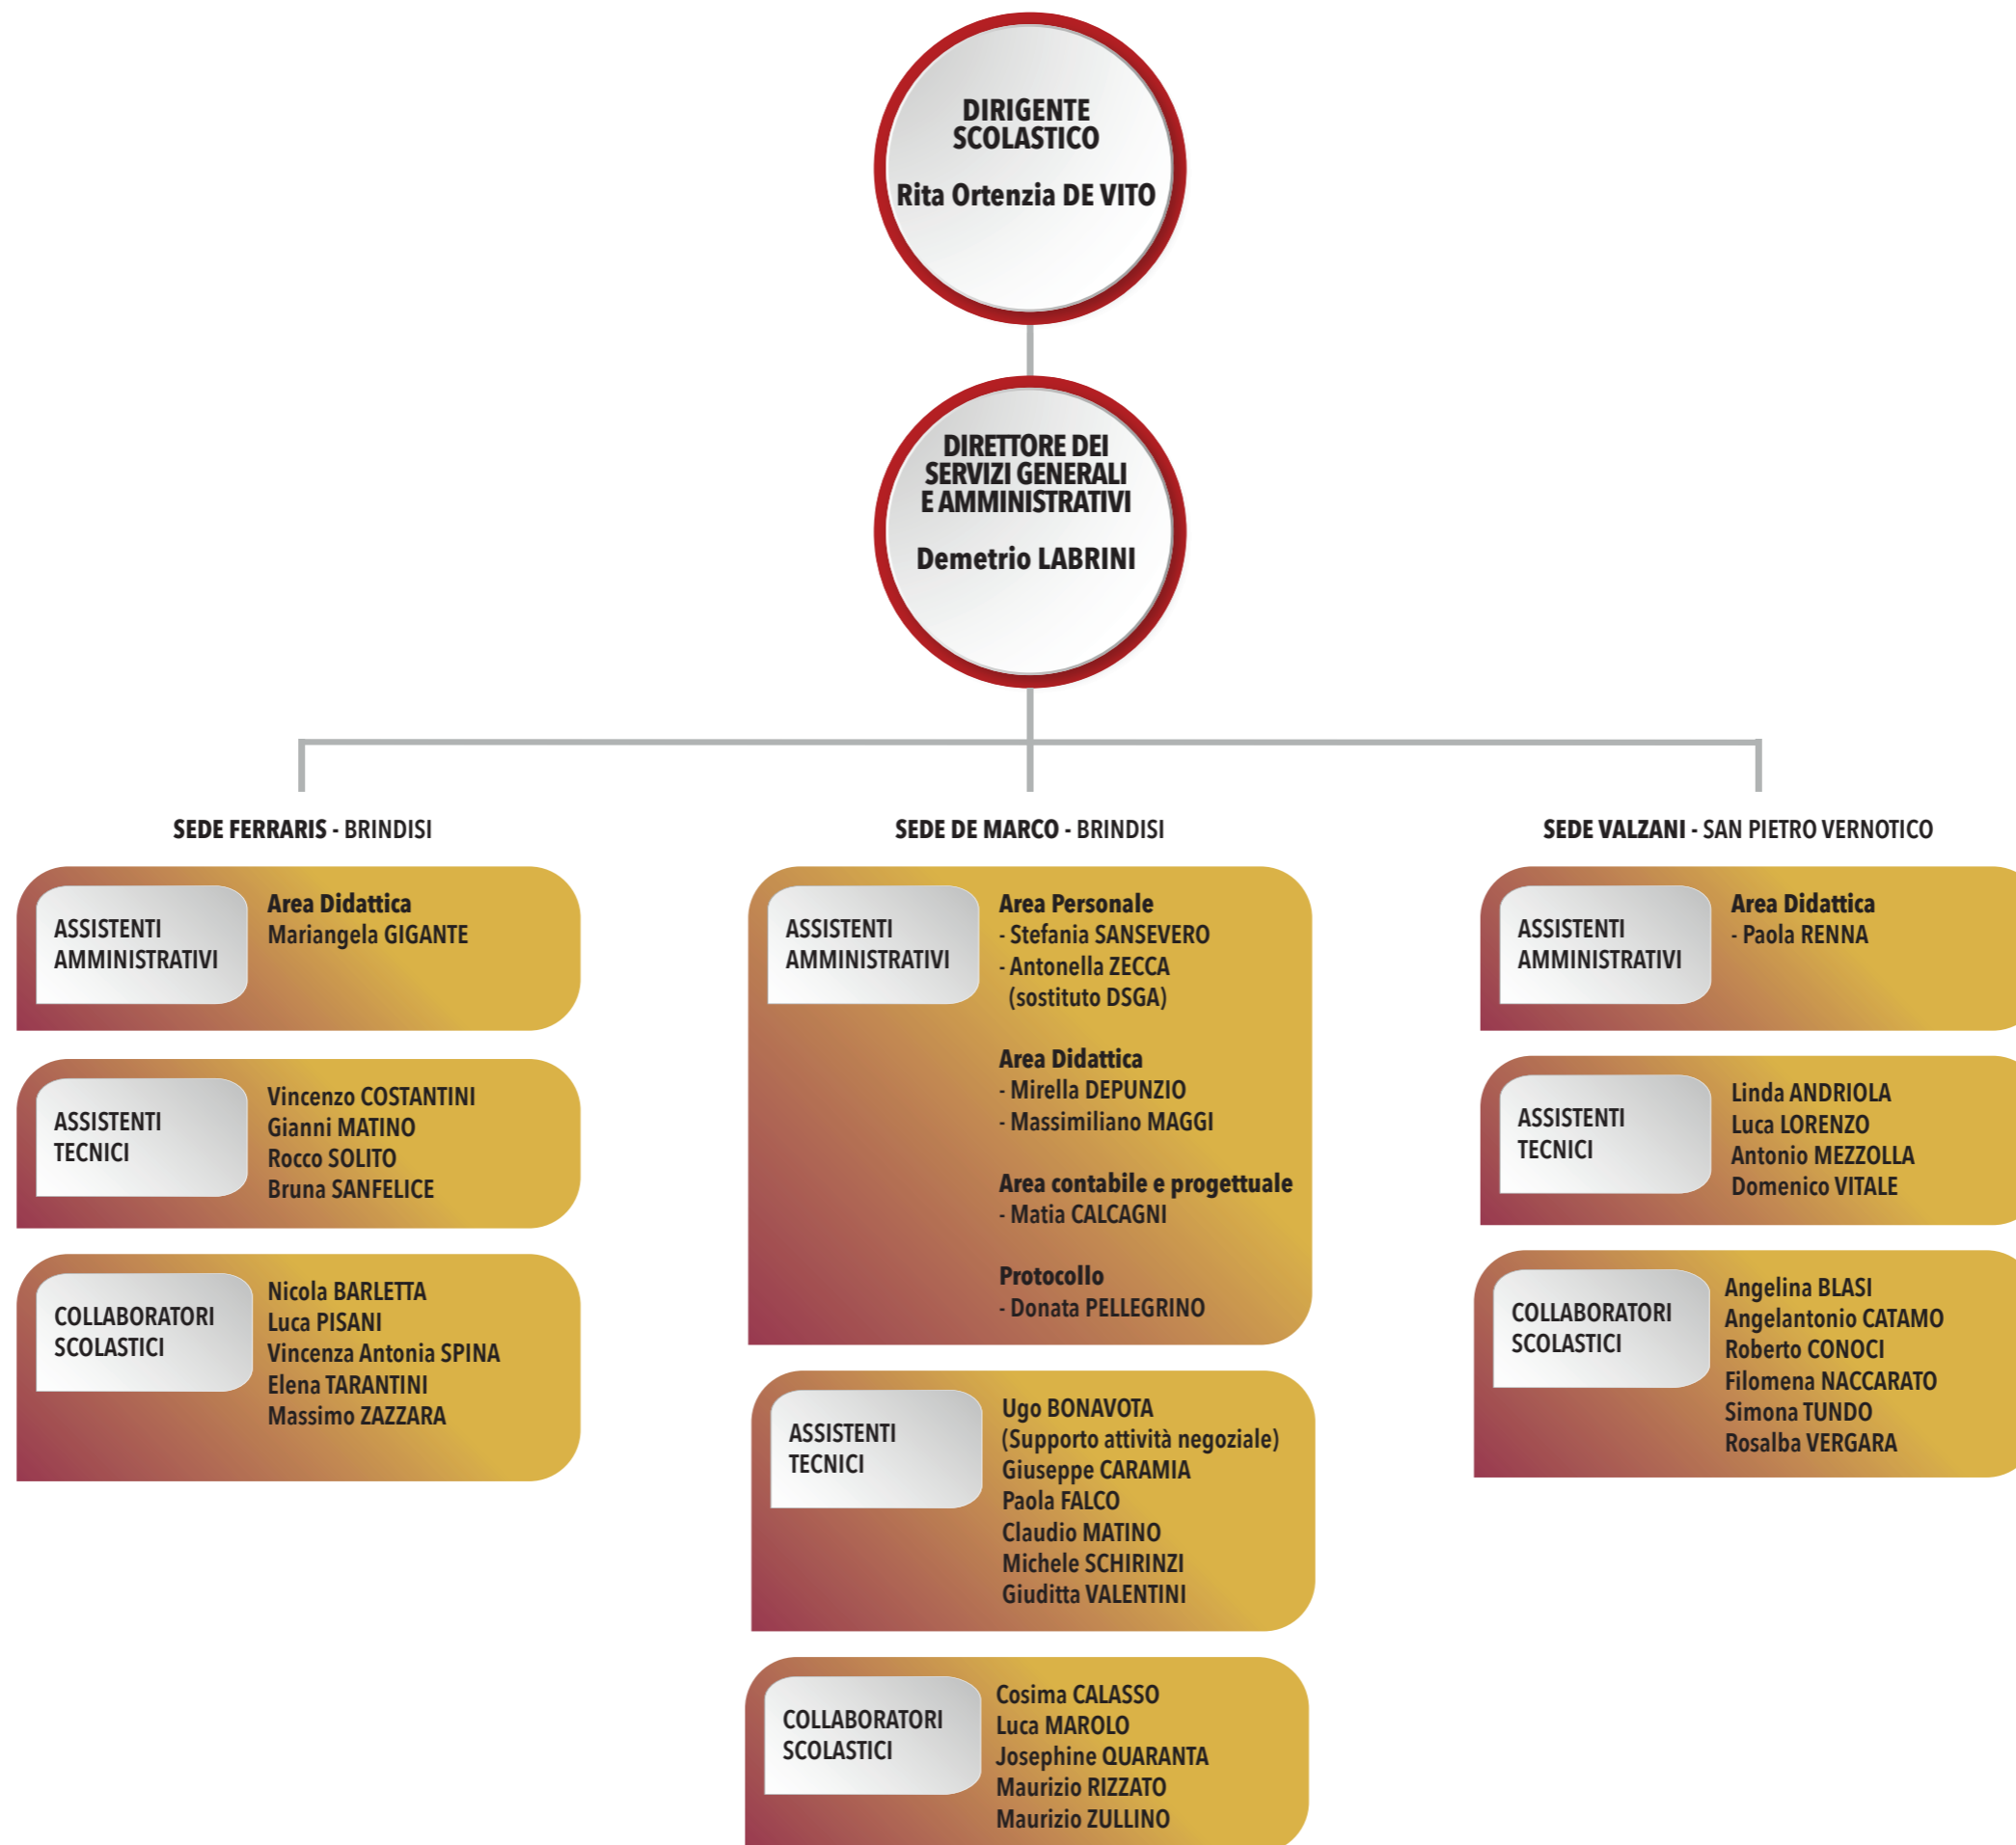 DIRIGENTE
SCOLASTICO
Rita Ortenzia DE VITO
DIRETTORE DEI
SERVIZI GENERALI
E AMMINISTRATIVI
Demetrio LABRINI
SEDE FERRARIS - BRINDISI
ASSISTENTI
AMMINISTRATIVI
Area Didattica
Mariangela GIGANTE
ASSISTENTI
TECNICI
Vincenzo COSTANTINI
Gianni MATINO
Rocco SOLITO
Bruna SANFELICE
COLLABORATORI
SCOLASTICI
Nicola BARLETTA
Luca PISANI
Vincenza Antonia SPINA
Elena TARANTINI
Massimo ZAZZARA
SEDE DE MARCO - BRINDISI
ASSISTENTI
AMMINISTRATIVI
Area Personale
- Stefania SANSEVERO
- Antonella ZECCA
(sostituto DSGA)
Area Didattica
- Mirella DEPUNZIO
- Massimiliano MAGGI
Area contabile e progettuale
- Matia CALCAGNI
Protocollo
- Donata PELLEGRINO
ASSISTENTI
TECNICI
Ugo BONAVOTA
(Supporto attività negoziale)
Giuseppe CARAMIA
Paola FALCO
Claudio MATINO
Michele SCHIRINZI
Giuditta VALENTINI
COLLABORATORI
SCOLASTICI
Cosima CALASSO
Luca MAROLO
Josephine QUARANTA
Maurizio RIZZATO
Maurizio ZULLINO
SEDE VALZANI - SAN PIETRO VERNOTICO
ASSISTENTI
AMMINISTRATIVI
Area Didattica
- Paola RENNA
ASSISTENTI
TECNICI
Linda ANDRIOLA
Luca LORENZO
Antonio MEZZOLLA
Domenico VITALE
COLLABORATORI
SCOLASTICI
Angelina BLASI
Angelantonio CATAMO
Roberto CONOCI
Filomena NACCARATO
Simona TUNDO
Rosalba VERGARA